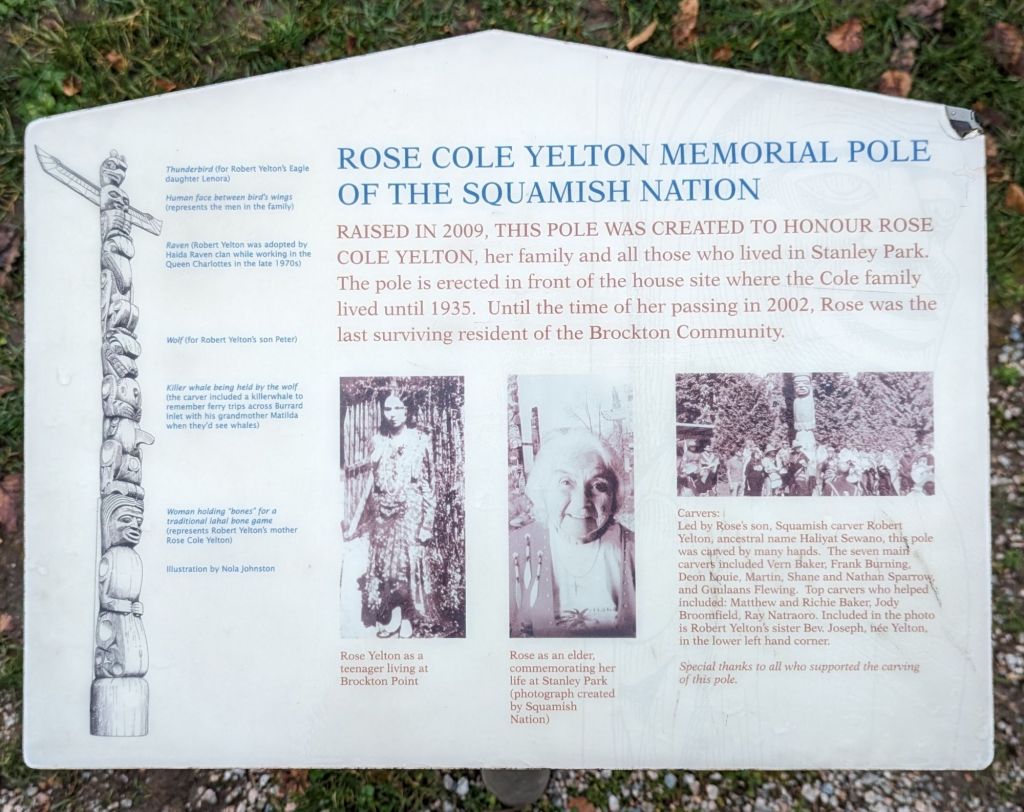 ROSE COLE YELTON MEMORIAL POLE
OF THE SQUAMISH NATION
RAISED IN 2009, THIS POLE WAS CREATED TO HONOUR ROSE
COLE YELTON, her family and all those who lived in Stanley Park.
The pole is erected in front of the house site where the Cole family
lived until 1935. Until the time of her passing in 2002, Rose was the
last surviving resident of the Brockton Community.
Thunderbird (for Robert Yelton's Eagle
daughter Lenora)
Human face between bird's wings
(represents the men in the family)
Raven (Robert Yelton was adopted by
Haida Raven clan while working in the
Queen Charlottes in the late 1970s)
Wolf (for Robert Yelton's son Peter)
Killer whale being held by the wolf
(the carver included a killerwhale to
remember ferry trips across Burrard
Inlet with his grandmother Matilda
when they'd see whales)
Woman holding "bones" for a
traditional lahal bone game
(represents Robert Yelton's mother
Rose Cole Yelton)
Illustration by Nola Johnston
Rose Yelton as a
teenager living at
Brockton Point
Rose as an elder,
commemorating her
life at Stanley Park
(photograph created
by Squamish
Nation)
Carvers:
Led by Rose's son, Squamish carver Robert
Yelton, ancestral name Haliyat Sewano, this pole
was carved by many hands. The seven main
carvers included Vern Baker, Frank Burning,
Deon Louie, Martin, Shane and Nathan Sparrow,
and Guulaans Flewing. Top carvers who helped
included: Matthew and Richie Baker, Jody
Broomfield, Ray Natraoro. Included in the photo
is Robert Yelton's sister Bev. Joseph, née Yelton,
in the lower left hand corner.
Special thanks to all who supported the carving
of this pole.